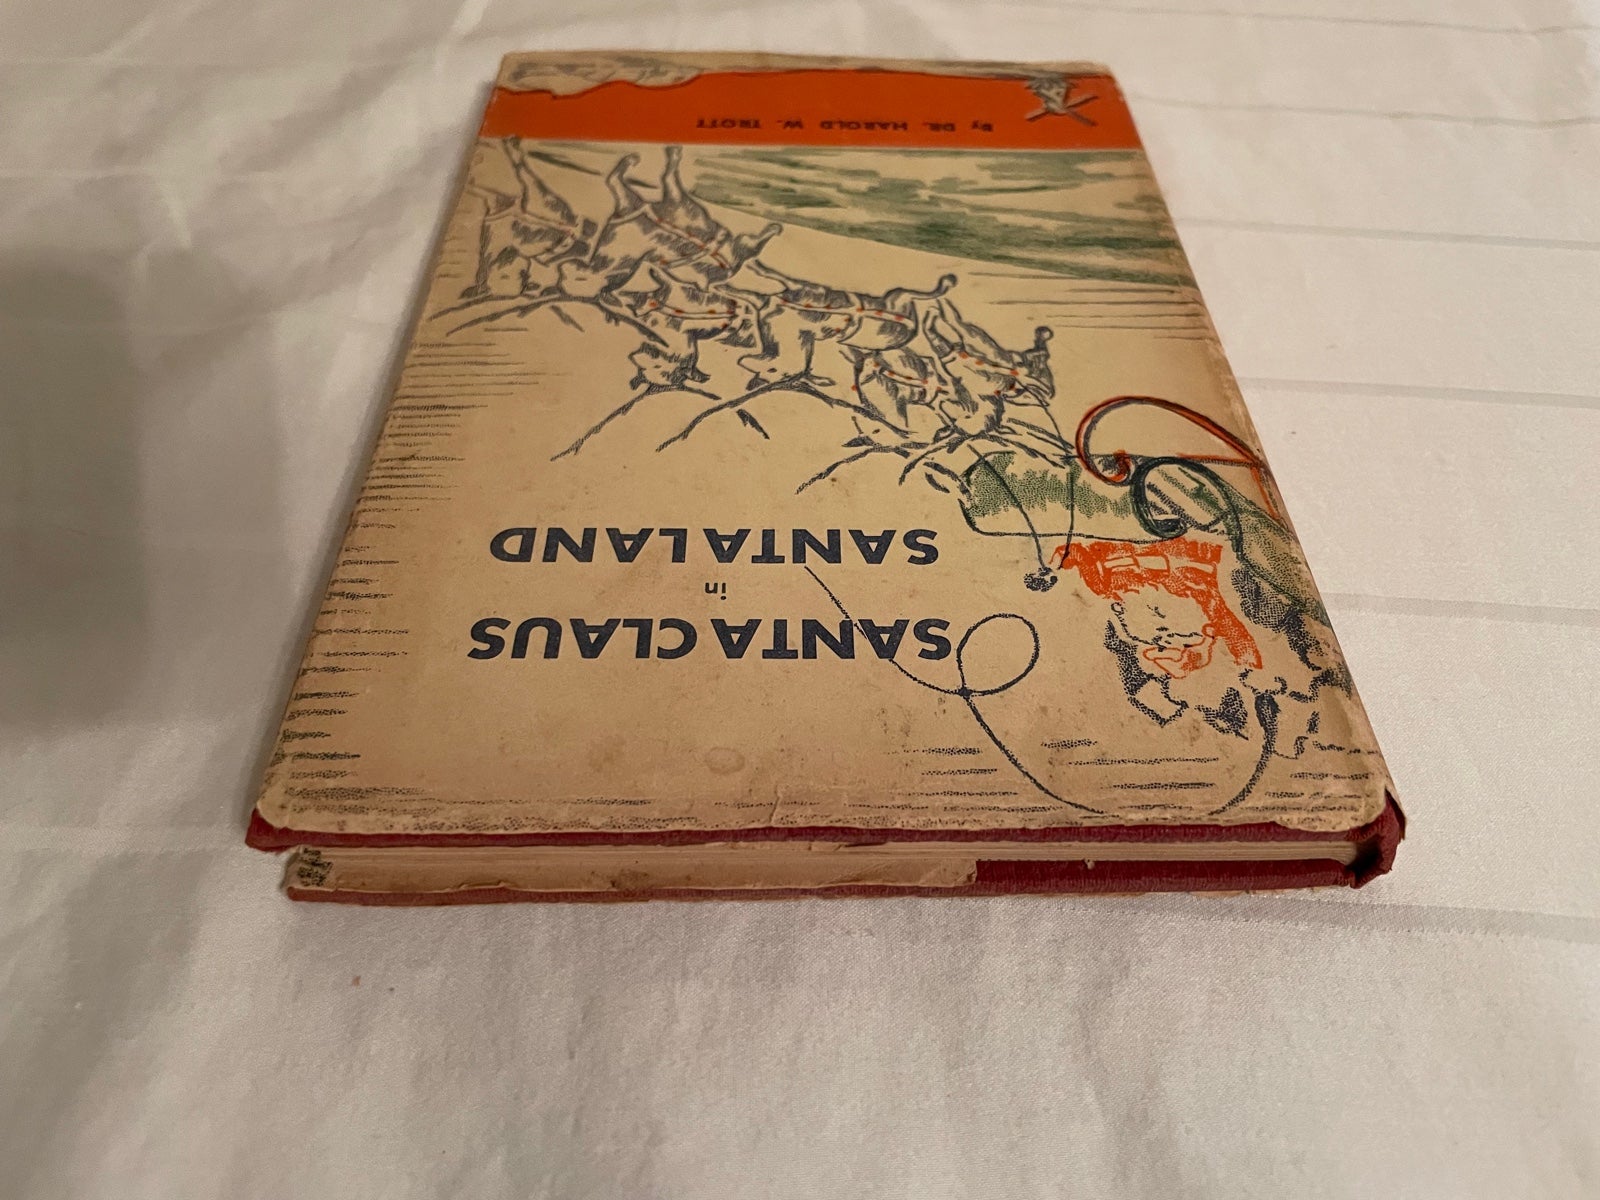 SANTA CLAUS
in
SANTALAND
By DR. HAROLD W. TROTT